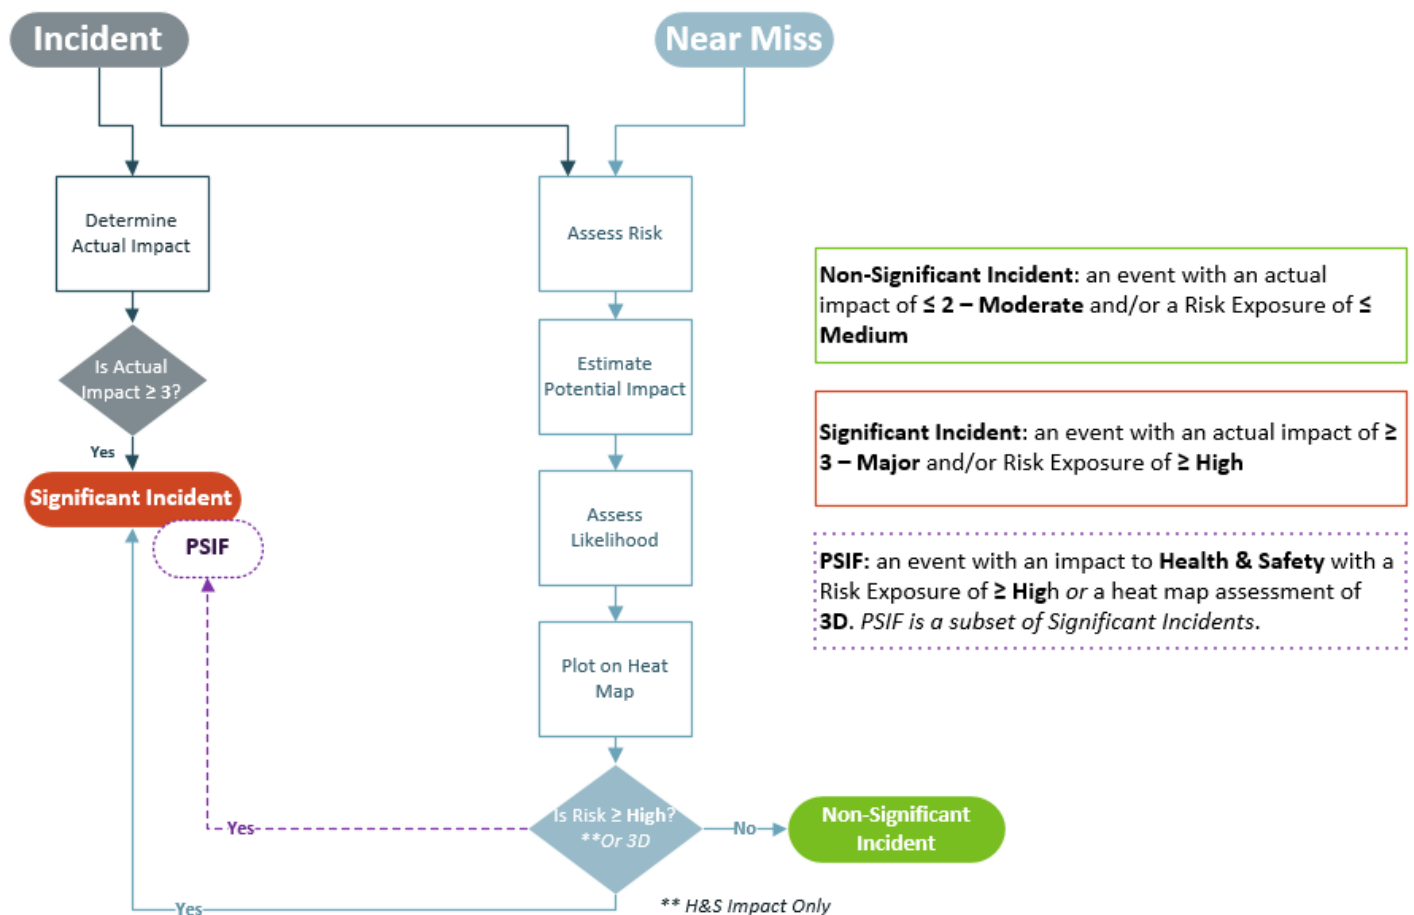 Incident
Near Miss
Determine
Actual Impact
Assess Risk
Non-Significant Incident: an event with an actual
impact of ≤ 2 – Moderate and/or a Risk Exposure of ≤
Medium
Estimate
Potential Impact
Is Actual
Impact ≥ 3?
Significant Incident: an event with an actual impact of ≥
3 – Major and/or Risk Exposure of ≥ High
Yes
Significant Incident
Assess
Likelihood
PSIF
PSIF: an event with an impact to Health & Safety with a
Risk Exposure of ≥ High or a heat map assessment of
3D. PSIF is a subset of Significant Incidents.
Plot on Heat
Map
Is Risk ≥ High?
**Or 3D
Yes
No
Non-Significant
Incident
Yes
** H&S Impact Only